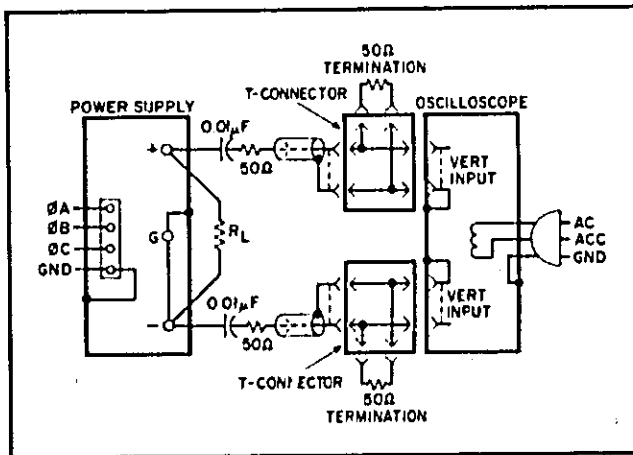 50Ω
TERMINATION
T-CONNECTOR
POWER SUPPLY
OSCILLOSCOPE
0.01µF
50Ω
+
VERT
INPUT
ØA
ØB
ØC
GND
G
RL
AC
ACC
GND
0.01µF
-
50Ω
VERT
INPUT
T-CONNECTOR
50Ω
TERMINATION